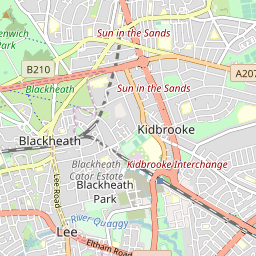 enwich
Park
Sun in the Sands
B210
A207
Blackheath
Sun in the Sands
Kidbrooke
Blackheath
Blackheath
Cator Estate
Kidbrooke Interchange
Lee Road
Blackheath
Park
River Quaggy
Lee
Eltham Road